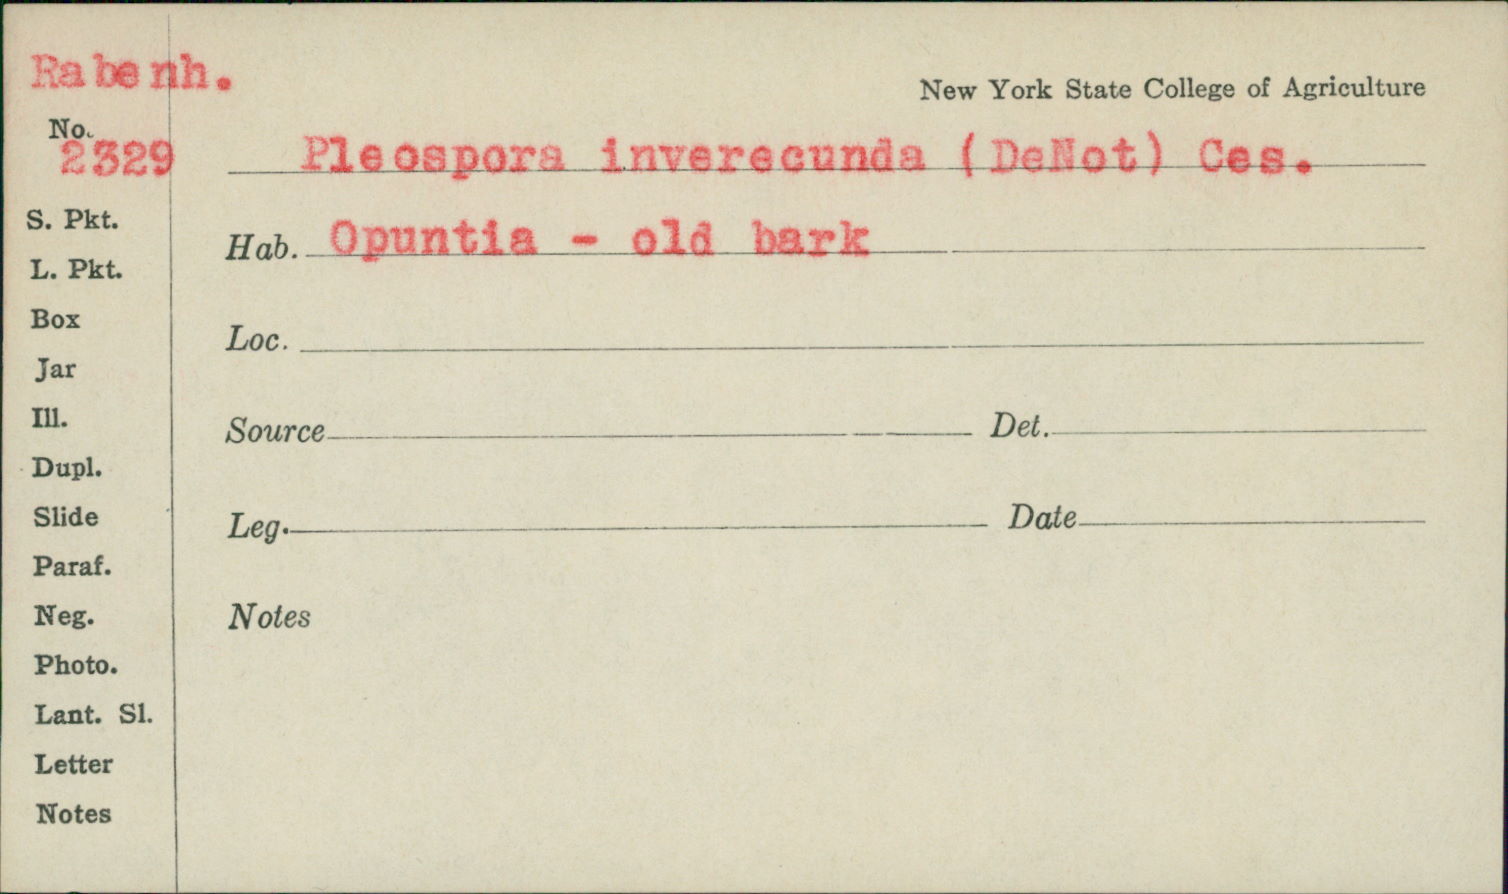 Rabenh.
New York State College of Agriculture
No.
2329
Pleospora inverecunda (DeNot) Ces.
S. Pkt.
Hab. Opuntia - old bark
L. Pkt.
Box
Loc.
Jar
Ill.
Source Det.
Dupl.
Slide
Leg. Date
Paraf.
Neg.
Notes
Photo.
Lant. Sl.
Letter
Notes